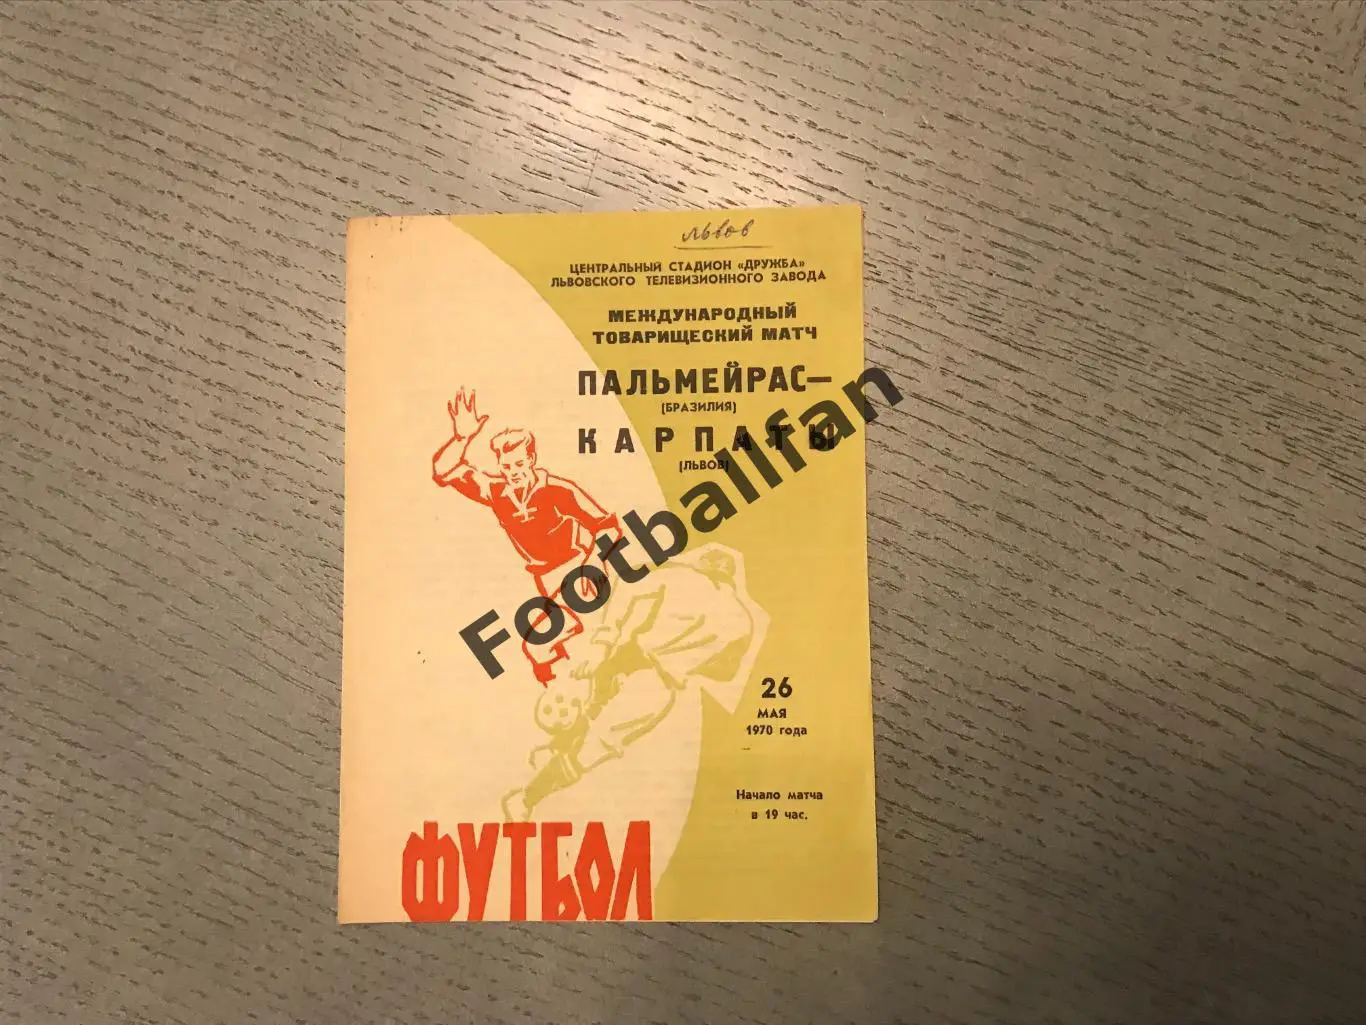 львов
ЦЕНТРАЛЬНЫЙ СТАДИОН «ДРУЖБА»
ЛЬВОВСКОГО ТЕЛЕВИЗИОННОГО ЗАВОДА
МЕЖДУНАРОДНЫЙ
ТОВАРИЩЕСКИЙ МАТЧ
ПАЛЬМЕЙРАС—
(БРАЗИЛИЯ)
КАРПАТЫ
(ЛЬВОВ)
Footballfan
26
МАЯ
1970 года
Начало матча
в 19 час.
ФУТБОЛ